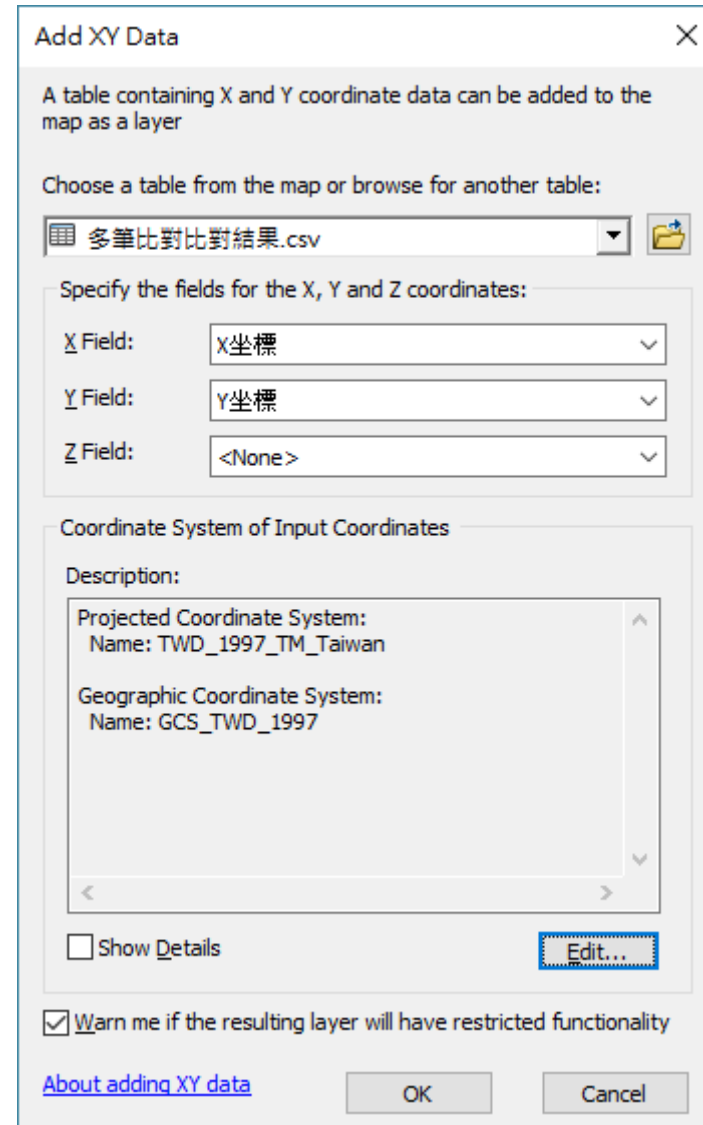 Add XY Data
A table containing X and Y coordinate data can be added to the
map as a layer
Choose a table from the map or browse for another table:
多筆比對比對結果.csv
Specify the fields for the X, Y and Z coordinates:
X Field:
X坐標
Y Field:
Y坐標
Z Field:
<None>
Coordinate System of Input Coordinates
Description:
Projected Coordinate System:
Name: TWD_1997_TM_Taiwan
Geographic Coordinate System:
Name: GCS_TWD_1997
Show Details
Edit...
Warn me if the resulting layer will have restricted functionality
About adding XY data
OK
Cancel